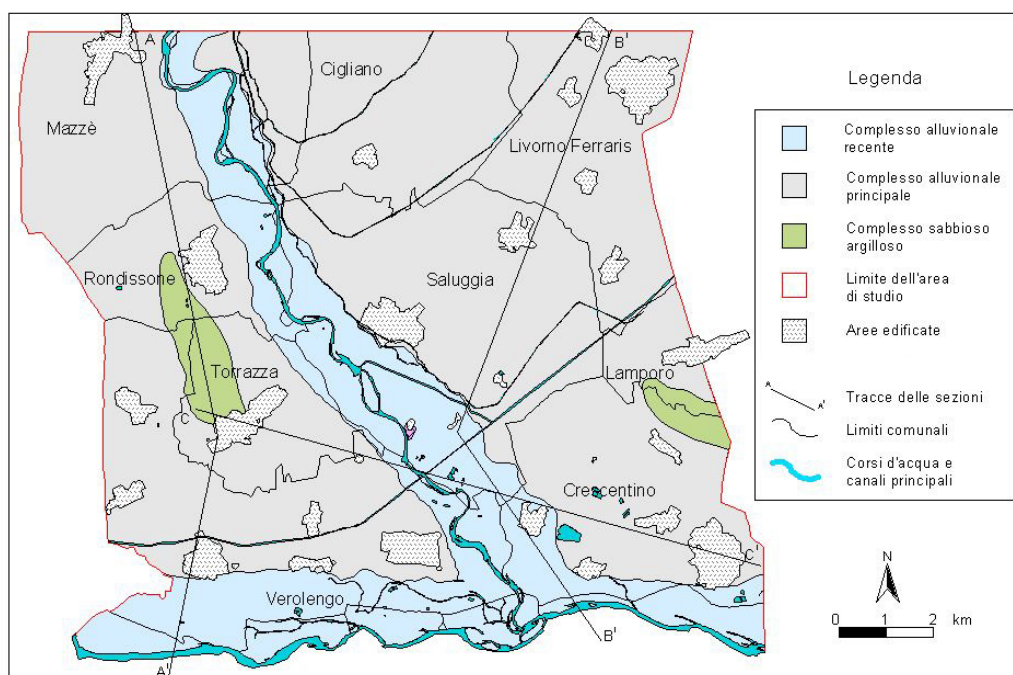 A
B'
Cigliano
Mazzè
Livorno Ferraris
Rondissone
Saluggia
Torrazza
Lamporo
C
Crescentino
C'
Verolengo
B'
A'
Legenda
Complesso alluvionale
recente
Complesso alluvionale
principale
Complesso sabbioso
argilloso
Limite dell'area
di studio
Aree edificate
A
A'
Tracce delle sezioni
Limiti comunali
Corsi d'acqua e
canali principali
N
0 1 2 km